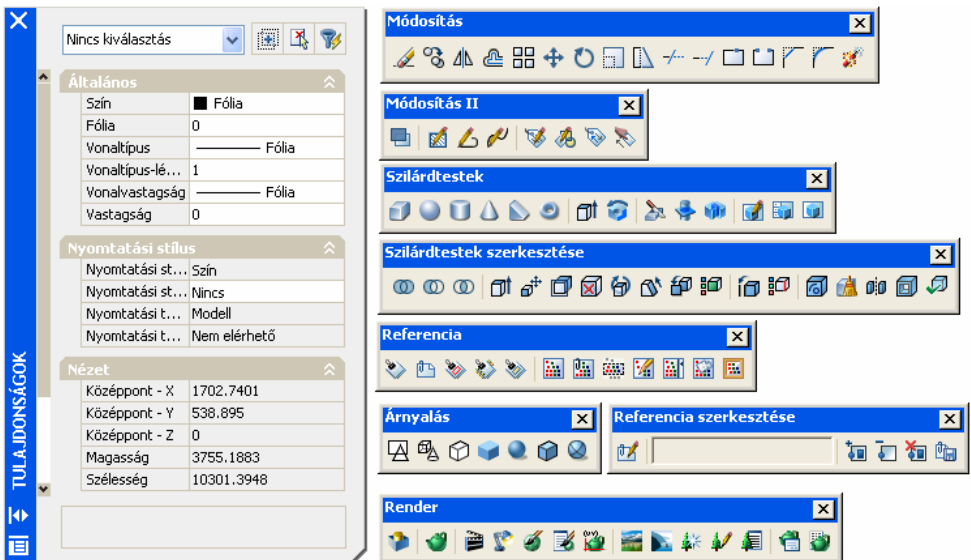 Nincs kiválasztás
Általános
Szín Fólia
Fólia 0
Vonaltípus Fólia
Vonaltípus-lé... 1
Vonalvastagság Fólia
Vastagság 0
Nyomtatási stílus
Nyomtatási st... Szín
Nyomtatási st... Nincs
Nyomtatási t... Modell
Nyomtatási t... Nem elérhető
Nézet
Középpont - X 1702.7401
Középpont - Y 538.895
Középpont - Z 0
Magasság 3755.1883
Szélesség 10301.3948
TULAJDONSÁGOK
Módosítás
Módosítás II
Szilárdtestek
Szilárdtestek szerkesztése
Referencia
Árnyalás
Referencia szerkesztése
Render